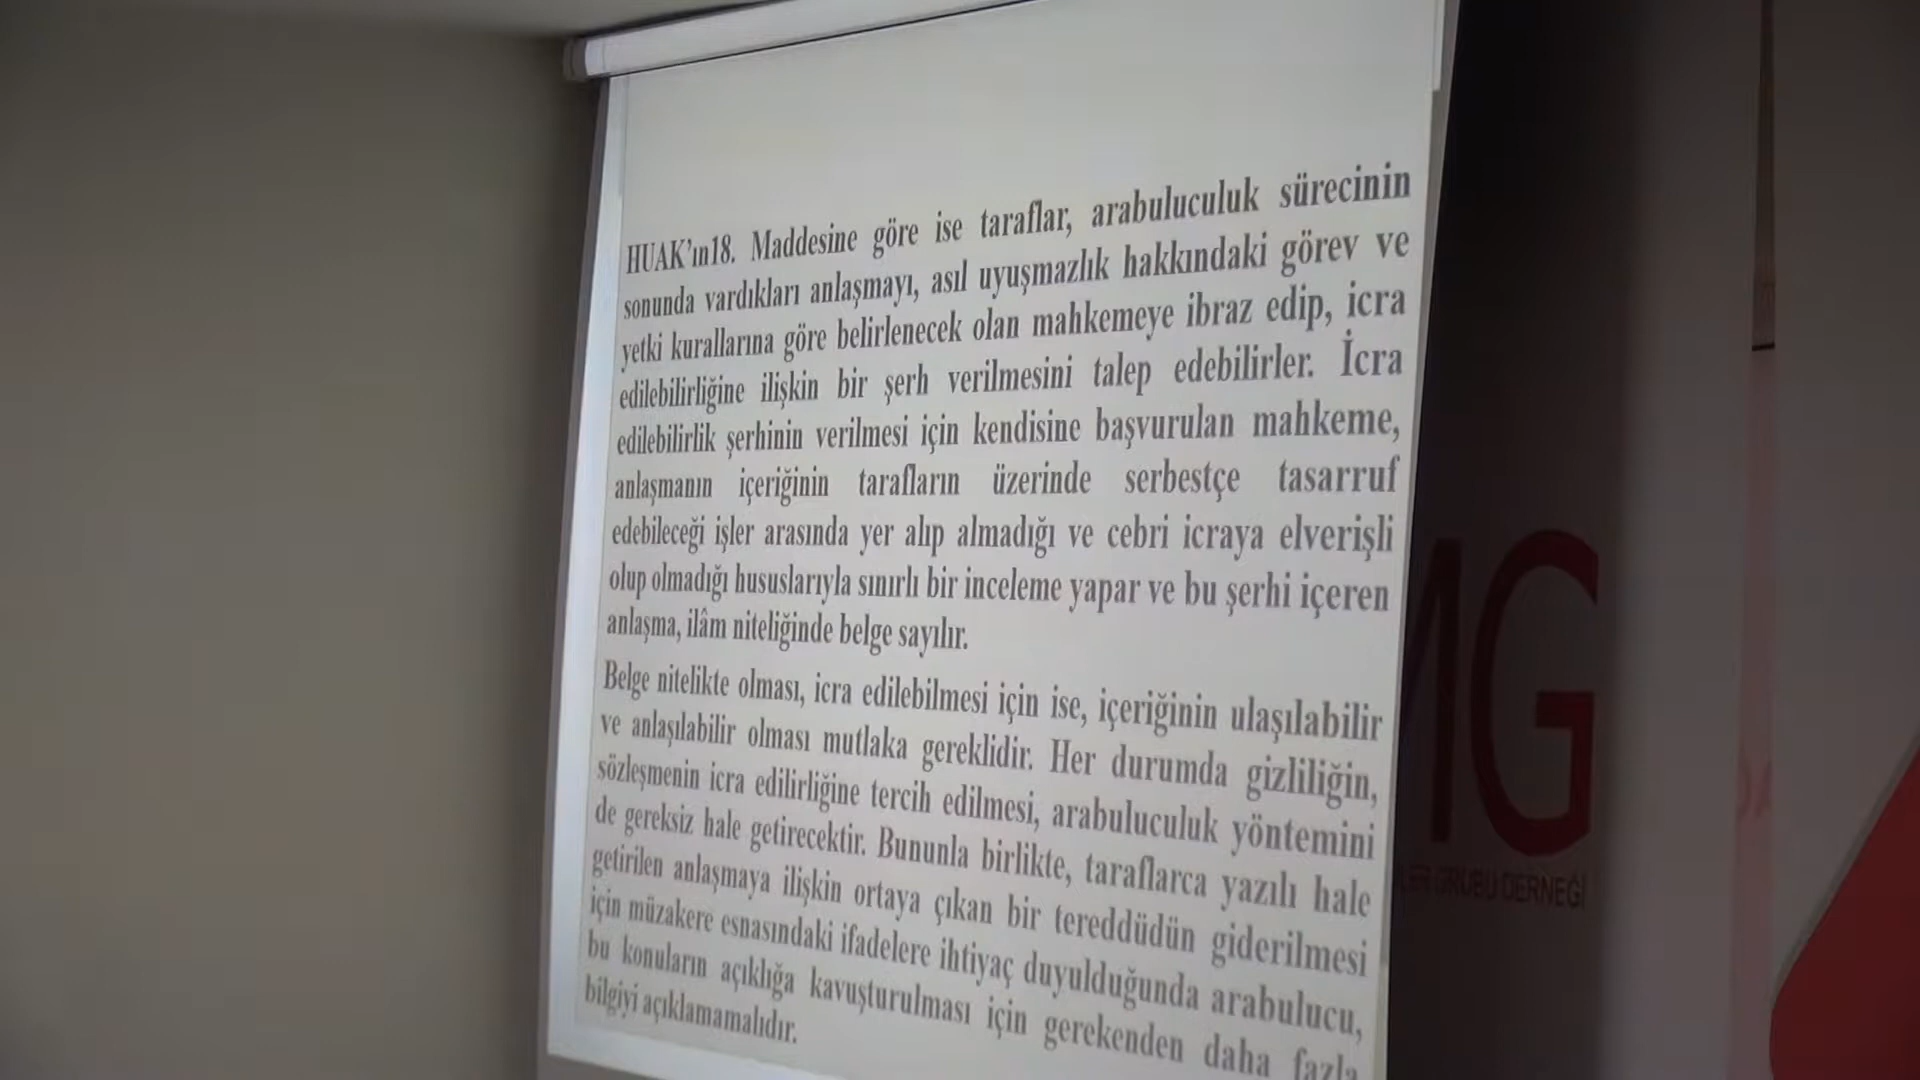 HUAK'ın18. Maddesine göre ise taraflar, arabuluculuk sürecinin
sonunda vardıkları anlaşmayı, asıl uyuşmazlık hakkındaki görev ve
yetki kurallarına göre belirlenecek olan mahkemeye ibraz edip, icra
edilebilirliğine ilişkin bir şerh verilmesini talep edebilirler. İcra
edilebilirlik şerhinin verilmesi için kendisine başvurulan mahkeme,
anlaşmanın içeriğinin tarafların üzerinde serbestçe tasarruf
edebileceği işler arasında yer alıp almadığı ve cebri icraya elverişli
olup olmadığı hususlarıyla sınırlı bir inceleme yapar ve bu şerhi içeren
anlaşma, ilâm niteliğinde belge sayılır.
Belge nitelikte olması, icra edilebilmesi için ise, içeriğinin ulaşılabilir
ve anlaşılabilir olması mutlaka gereklidir. Her durumda gizliliğin,
sözleşmenin icra edilirliğine tercih edilmesi, arabuluculuk yöntemini
de gereksiz hale getirecektir. Bununla birlikte, taraflarca yazılı hale
getirilen anlaşmaya ilişkin ortaya çıkan bir tereddüdün giderilmesi
için müzakere esnasındaki ifadelere ihtiyaç duyulduğunda arabulucu,
bu konuların açıklığa kavuşturulması için gerekenden daha fazla
bilgiyi açıklamamalıdır.
MG
GRUBU DERNEĞİ